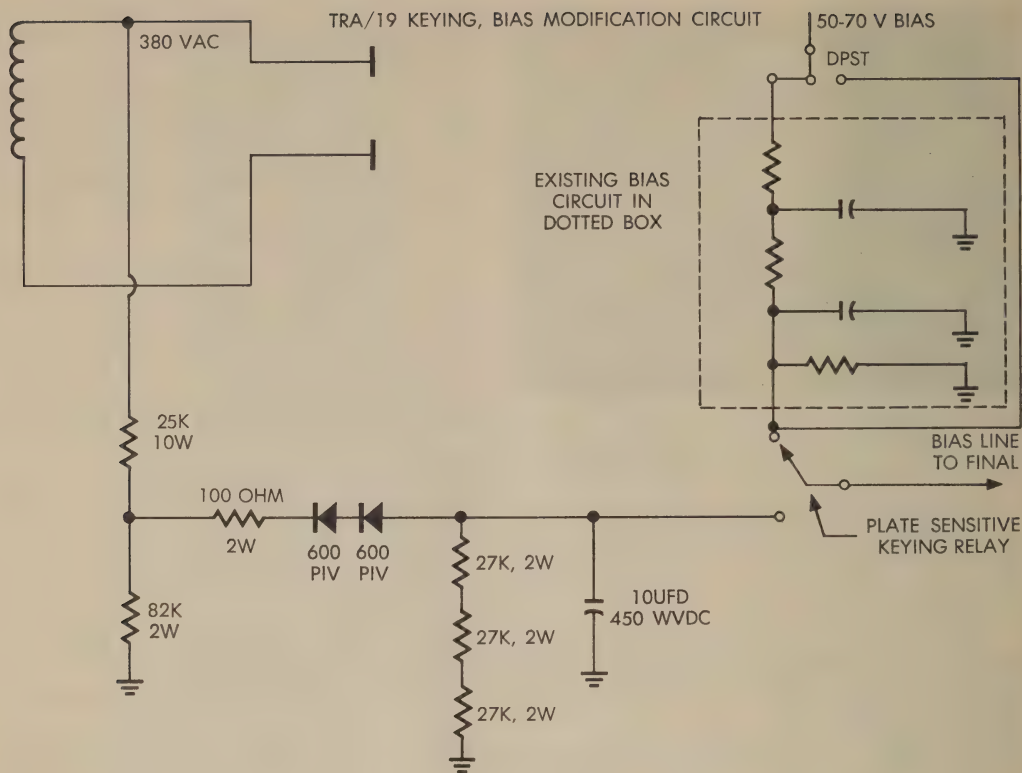 TRA/19 KEYING, BIAS MODIFICATION CIRCUIT
50-70 V BIAS
380 VAC
DPST
EXISTING BIAS
CIRCUIT IN
DOTTED BOX
25K
10W
BIAS LINE
TO FINAL
100 OHM
2W
600
PIV
600
PIV
PLATE SENSITIVE
KEYING RELAY
27K, 2W
82K
2W
10UFD
450 WVDC
27K, 2W
27K, 2W